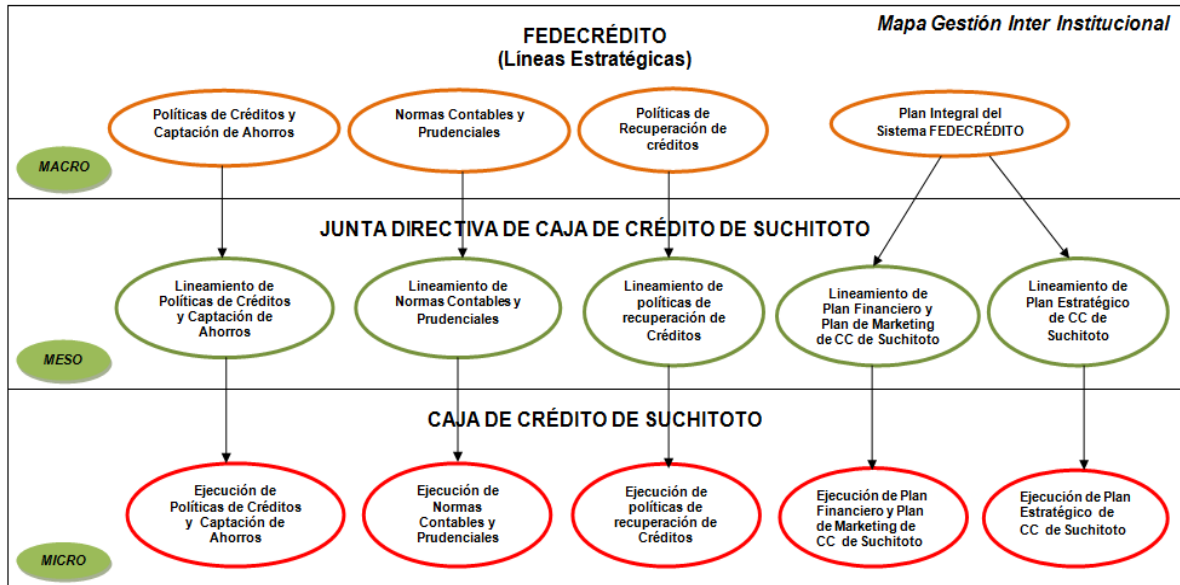 Mapa Gestión Inter Institucional
FEDECRÉDITO
(Líneas Estratégicas)
Políticas de Créditos y
Captación de Ahorros
Normas Contables y
Prudenciales
Políticas de
Recuperación de
créditos
Plan Integral del
Sistema FEDECRÉDITO
MACRO
JUNTA DIRECTIVA DE CAJA DE CRÉDITO DE SUCHITOTO
Lineamiento de
Políticas de Créditos
y Captación de
Ahorros
Lineamiento de
Normas Contables y
Prudenciales
Lineamiento de
políticas de
recuperación de
Créditos
Lineamiento de
Plan Financiero y
Plan de Marketing
de CC de Suchitoto
Lineamiento de
Plan Estratégico
de CC de
Suchitoto
MESO
CAJA DE CRÉDITO DE SUCHITOTO
Ejecución de
Políticas de Créditos
y Captación de
Ahorros
Ejecución de
Normas
Contables y
Prudenciales
Ejecución de
políticas de
recuperación de
Créditos
Ejecución de Plan
Financiero y Plan
de Marketing de
CC de Suchitoto
Ejecución de Plan
Estratégico de
CC de Suchitoto
MICRO